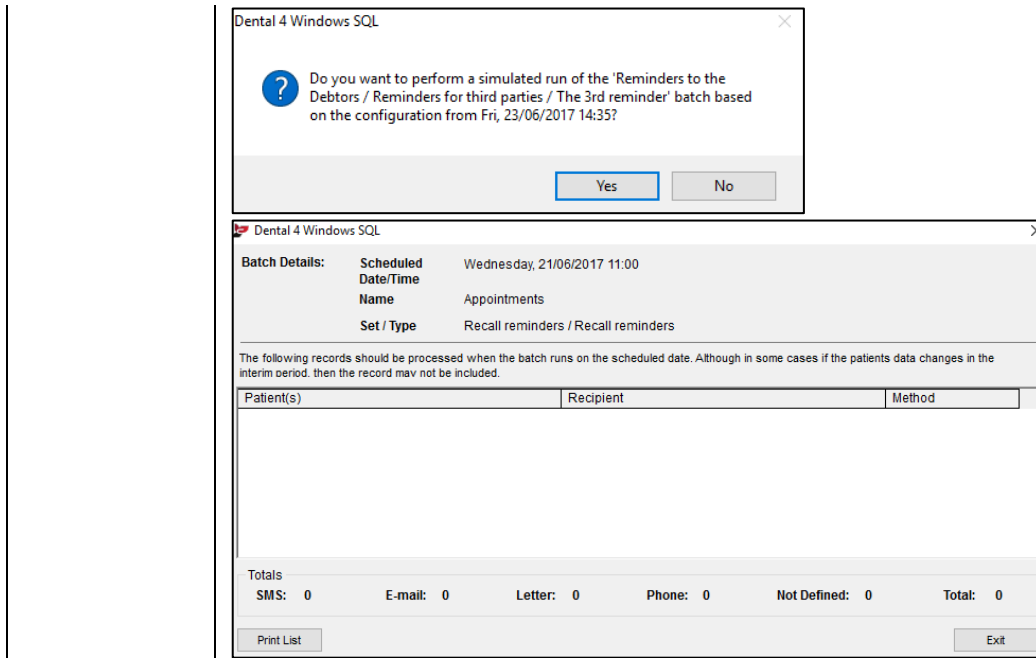 Dental 4 Windows SQL
Do you want to perform a simulated run of the 'Reminders to the
Debtors / Reminders for third parties / The 3rd reminder' batch based
on the configuration from Fri, 23/06/2017 14:35?
Yes No
Dental 4 Windows SQL
Batch Details: Scheduled Date/Time Wednesday, 21/06/2017 11:00
Name Appointments
Set / Type Recall reminders / Recall reminders
The following records should be processed when the batch runs on the scheduled date. Although in some cases if the patients data changes in the
interim period, then the record may not be included.
Patient(s) Recipient Method
Totals
SMS: 0 E-mail: 0 Letter: 0 Phone: 0 Not Defined: 0 Total: 0
Print List Exit